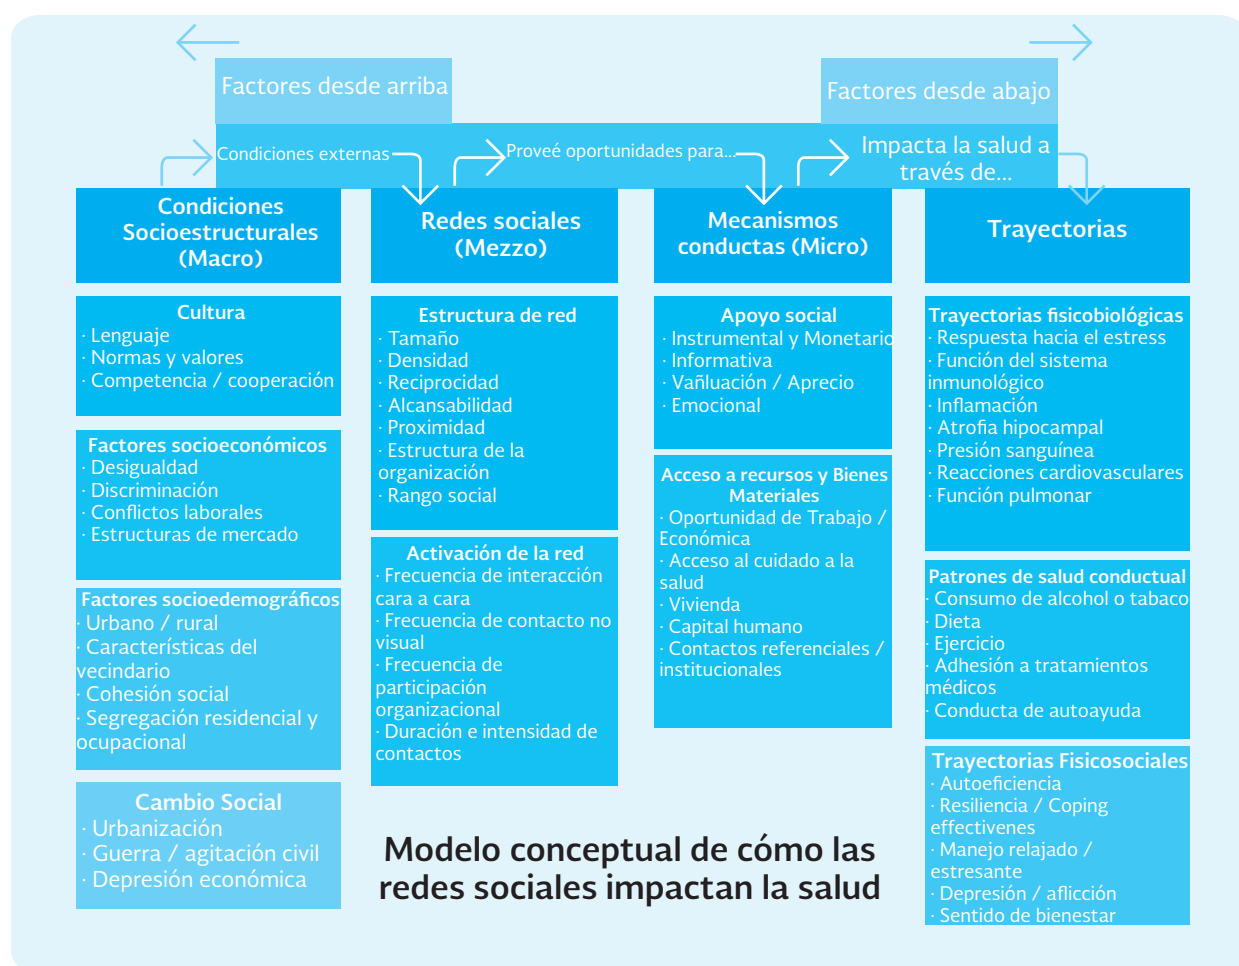 Factores desde arriba
Factores desde abajo
Condiciones externas
Proveé oportunidades para...
Impacta la salud a
través de...
Condiciones
Socioestructurales
(Macro)
Cultura
· Lenguaje
· Normas y valores
· Competencia / cooperación
Factores socioeconómicos
· Desigualdad
· Discriminación
· Conflictos laborales
· Estructuras de mercado
Factores socioedemográficos
· Urbano / rural
· Características del
vecindario
· Cohesión social
· Segregación residencial y
ocupacional
Cambio Social
· Urbanización
· Guerra / agitación civil
· Depresión económica
Redes sociales
(Mezzo)
Estructura de red
· Tamaño
· Densidad
· Reciprocidad
· Alcansabilidad
· Proximidad
· Estructura de la
organización
· Rango social
Activación de la red
· Frecuencia de interacción
cara a cara
· Frecuencia de contacto no
visual
· Frecuencia de
participación
organizacional
· Duración e intensidad de
contactos
Mecanismos
conductas (Micro)
Apoyo social
· Instrumental y Monetario
· Informativa
· Vañluación / Aprecio
· Emocional
Acceso a recursos y Bienes
Materiales
· Oportunidad de Trabajo /
Económica
· Acceso al cuidado a la
salud
· Vivienda
· Capital humano
· Contactos referenciales /
institucionales
Trayectorias
Trayectorias fisicobiológicas
· Respuesta hacia el estress
· Función del sistema
inmunológico
· Inflamación
· Atrofia hipocampal
· Presión sanguínea
· Reacciones cardiovasculares
· Función pulmonar
Patrones de salud conductual
· Consumo de alcohol o tabaco
· Dieta
· Ejercicio
· Adhesión a tratamientos
médicos
· Conducta de autoayuda
Trayectorias Fisicosociales
· Autoeficiencia
· Resiliencia / Coping
effectivenes
· Manejo relajado /
estresante
· Depresión / aflicción
· Sentido de bienestar
Modelo conceptual de cómo las
redes sociales impactan la salud